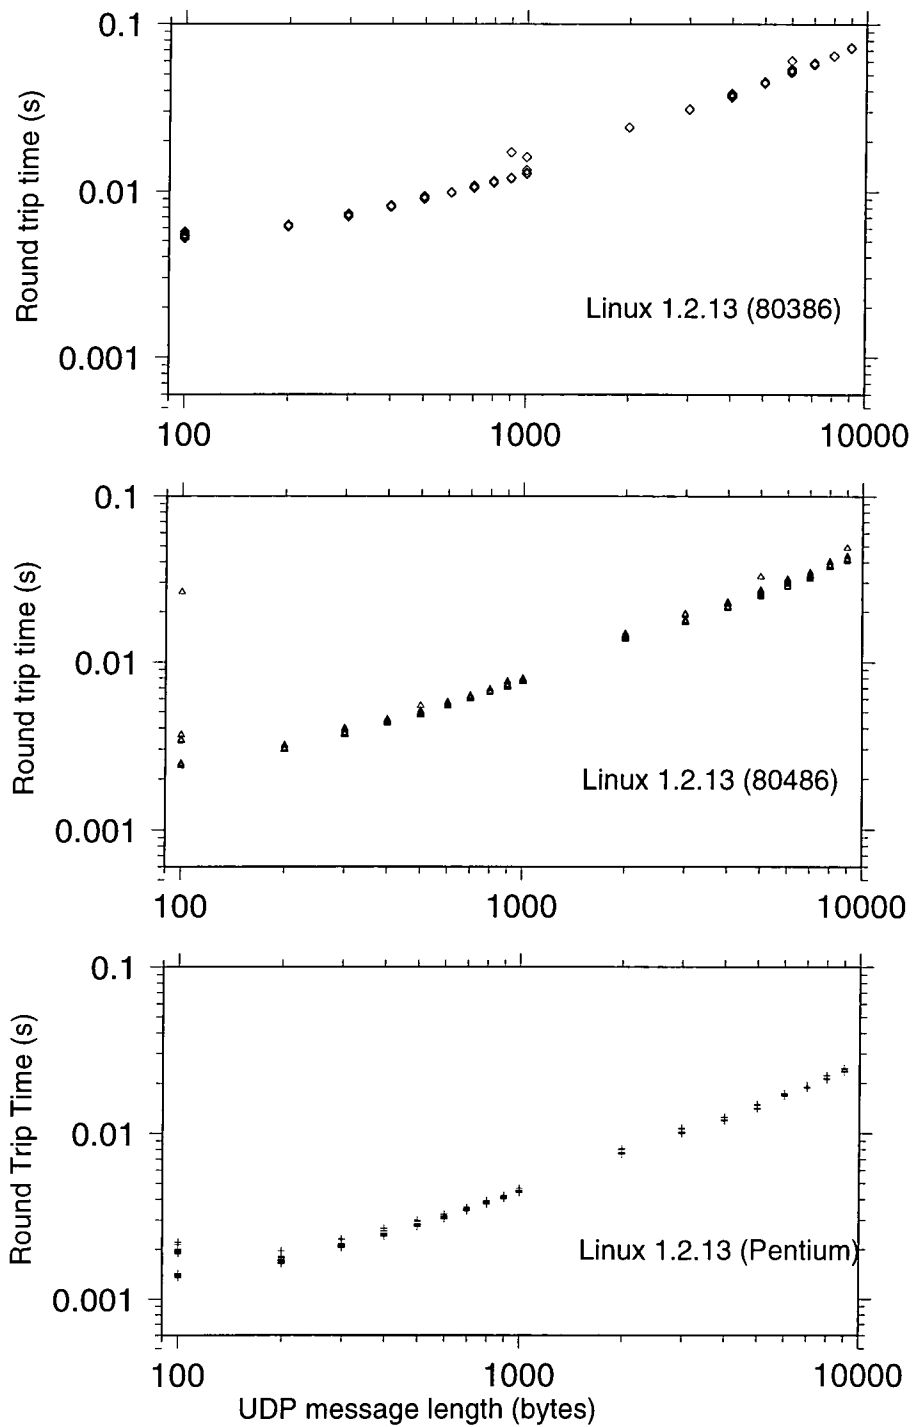 0.1
Round trip time (s)
0.01
Linux 1.2.13 (80386)
0.001
100 1000 10000
0.1
Round trip time (s)
0.01
Linux 1.2.13 (80486)
0.001
100 1000 10000
0.1
Round Trip Time (s)
0.01
Linux 1.2.13 (Pentium)
0.001
100 1000 10000
UDP message length (bytes)